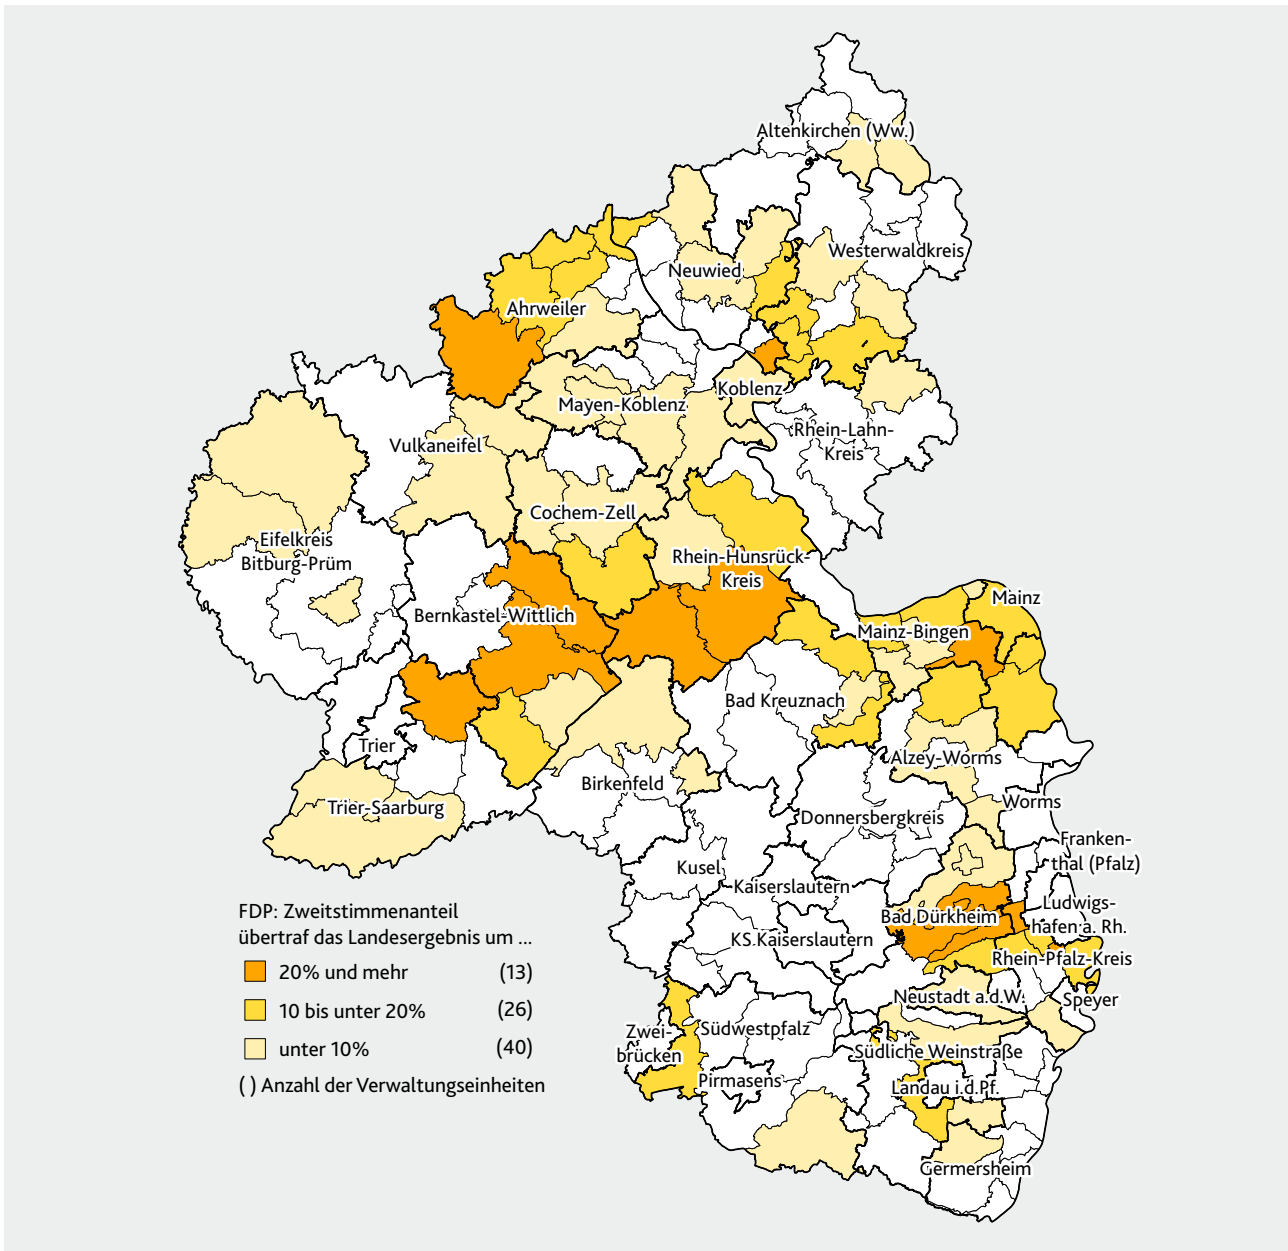 Altenkirchen (Ww.)
Westerwaldkreis
Neuwied
Ahrweiler
Koblenz
Mayen-Koblenz
Rhein-Lahn-
Kreis
Vulkaneifel
Cochem-Zell
Eifelkreis
Bitburg-Prüm
Rhein-Hunsrück-
Kreis
Mainz
Bernkastel-Wittlich
Mainz-Bingen
Bad Kreuznach
Trier
Alzey-Worms
Birkenfeld
Trier-Saarburg
Worms
Donnersbergkreis
Franken-
thal (Pfalz)
Kusel
Kaiserslautern
Ludwigs-
hafen a. Rh.
Bad Dürkheim
KS.Kaiserslautern
Rhein-Pfalz-Kreis
Neustadt a.d.W.
Speyer
Zwei-
brücken
Südwestpfalz
Südliche Weinstraße
Pirmasens
Landau i.d.Pf.
Germersheim
FDP: Zweitstimmenanteil
übertraf das Landesergebnis um ...
20% und mehr (13)
10 bis unter 20% (26)
unter 10% (40)
( ) Anzahl der Verwaltungseinheiten